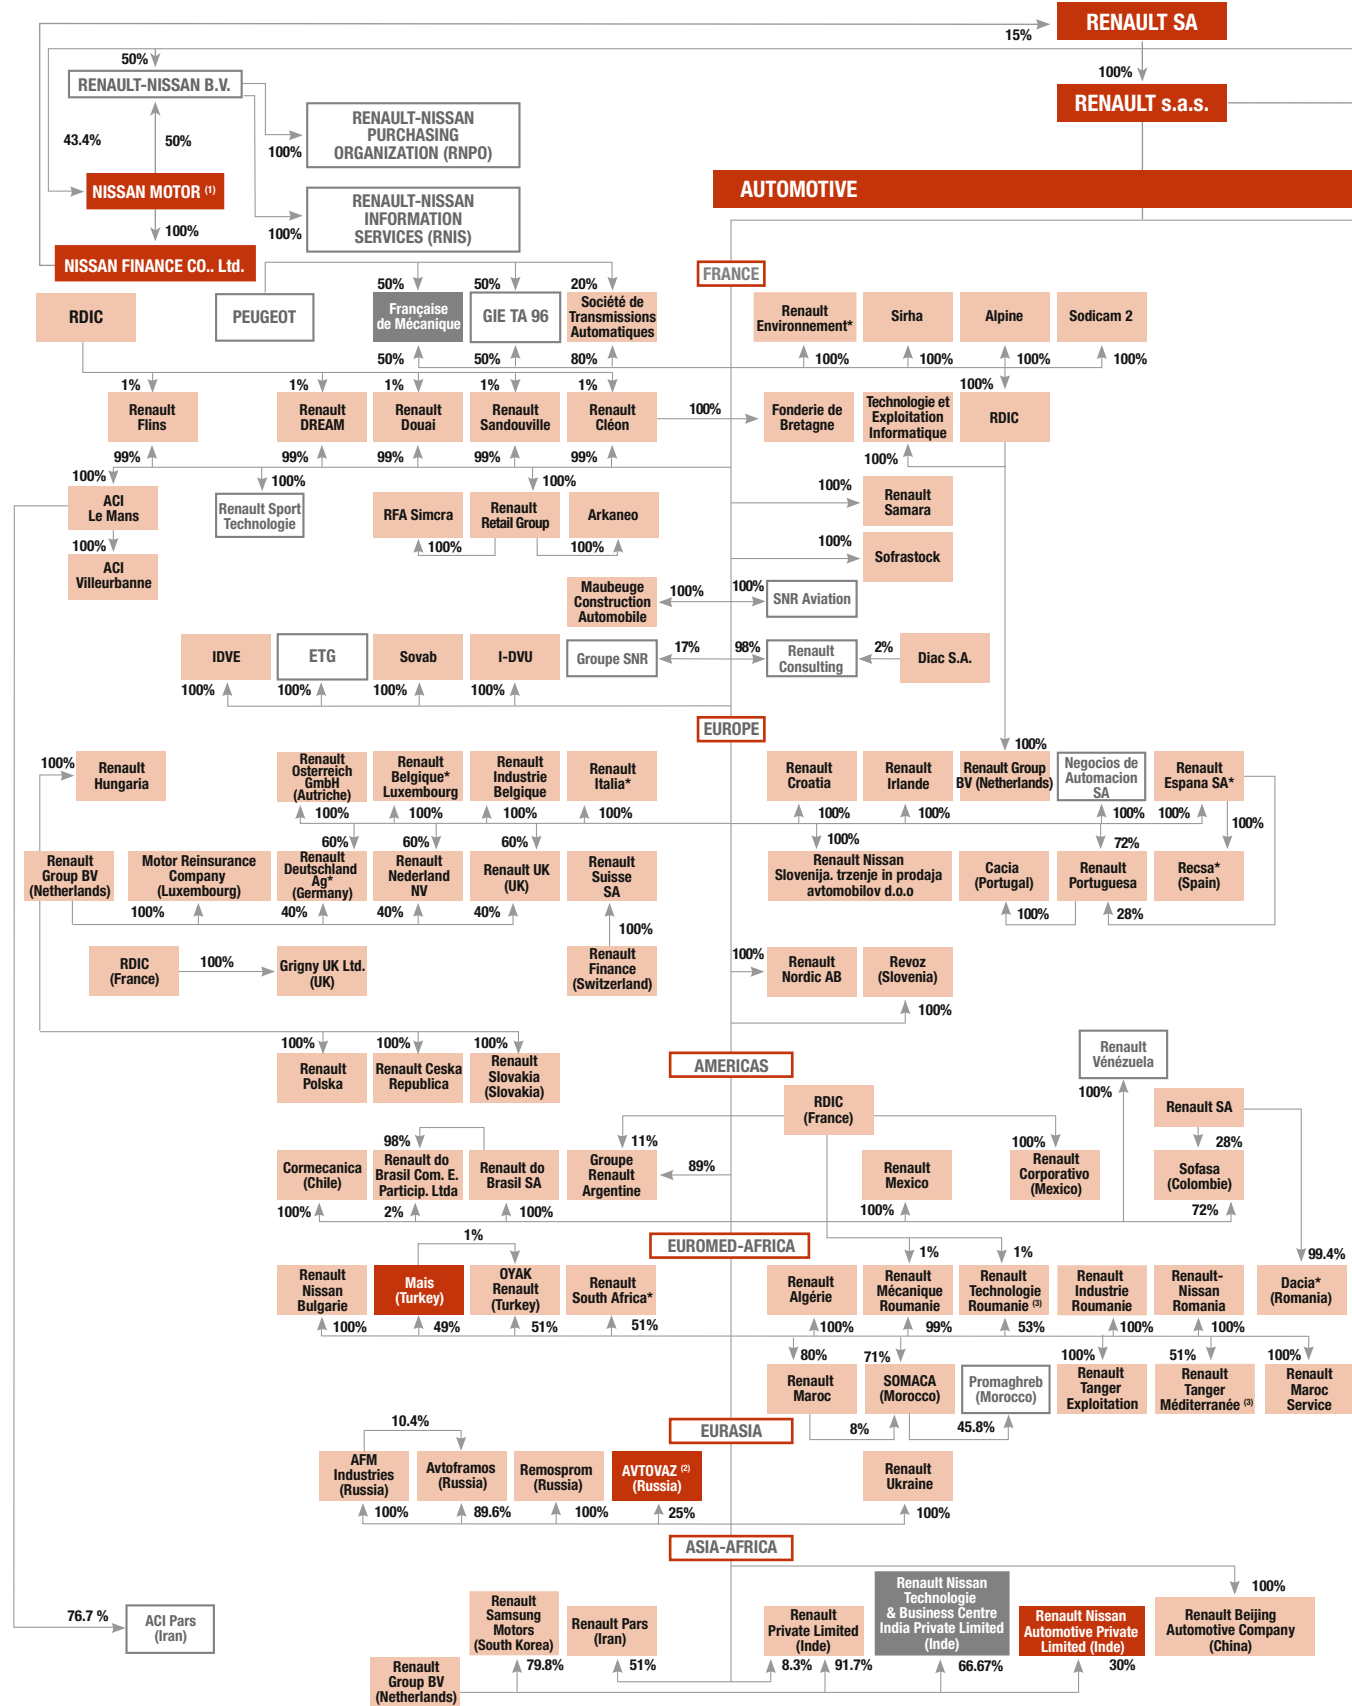 RENAULT SA
15%
50%
RENAULT-NISSAN B.V.
100%
RENAULT s.a.s.
RENAULT-NISSAN
PURCHASING
ORGANIZATION (RNPO)
100%
43.4%
50%
NISSAN MOTOR (1)
AUTOMOTIVE
RENAULT-NISSAN
INFORMATION
SERVICES (RNIS)
100%
100%
NISSAN FINANCE CO.. Ltd.
FRANCE
50%
50%
20%
RDIC
PEUGEOT
Française
de Mécanique
GIE TA 96
Société de
Transmissions
Automatiques
Renault
Environnement*
Sirha
Alpine
Sodicam 2
50%
50%
80%
100%
100%
100%
100%
1%
1%
1%
1%
1%
100%
Renault
Flins
Renault
DREAM
Renault
Douai
Renault
Sandouville
Renault
Cléon
100%
Fonderie de
Bretagne
Technologie et
Exploitation
Informatique
RDIC
99%
99%
99%
99%
99%
100%
100%
100%
100%
ACI
Le Mans
Renault Sport
Technologie
RFA Simcra
Renault
Retail Group
Arkaneo
100%
Renault
Samara
100%
100%
100%
ACI
Villeurbanne
100%
Sofrastock
Maubeuge
Construction
Automobile
100%
100%
SNR Aviation
IDVE
ETG
Sovab
I-DVU
Groupe SNR
17%
98%
Renault
Consulting
2%
Diac S.A.
100%
100%
100%
100%
EUROPE
100%
Renault
Hungaria
Renault
Osterreich
GmbH
(Autriche)
Renault
Belgique*
Luxembourg
Renault
Industrie
Belgique
Renault
Italia*
Renault
Croatia
Renault
Irlande
100%
Renault Group
BV (Netherlands)
Negocios de
Automacion
SA
Renault
Espana SA*
100%
100%
100%
100%
100%
100%
100%
100%
60%
60%
60%
100%
72%
100%
Renault
Group BV
(Netherlands)
Motor Reinsurance
Company
(Luxembourg)
Renault
Deutschland
Ag*
(Germany)
Renault
Nederland
NV
Renault UK
(UK)
Renault
Suisse
SA
Renault Nissan
Slovenija. trzenje in prodaja
avtomobilov d.o.o
Cacia
(Portugal)
Renault
Portuguesa
Recsa*
(Spain)
100%
40%
40%
40%
100%
28%
100%
RDIC
(France)
100%
Grigny UK Ltd.
(UK)
Renault
Finance
(Switzerland)
100%
Renault
Nordic AB
Revoz
(Slovenia)
100%
100%
100%
100%
Renault
Polska
Renault Ceska
Republica
Renault
Slovakia
(Slovakia)
AMERICAS
Renault
Vénézuela
100%
RDIC
(France)
Renault SA
98%
11%
100%
28%
Cormecanica
(Chile)
Renault do
Brasil Com. E.
Particip. Ltda
Renault do
Brasil SA
Groupe
Renault
Argentine
89%
Renault
Mexico
Renault
Corporativo
(Mexico)
Sofasa
(Colombie)
100%
2%
100%
100%
72%
EUROMED-AFRICA
1%
1%
1%
99.4%
Renault
Nissan
Bulgarie
Mais
(Turkey)
OYAK
Renault
(Turkey)
Renault
South Africa*
Renault
Algérie
Renault
Mécanique
Roumanie
Renault
Technologie
Roumanie (3)
Renault
Industrie
Roumanie
Renault-
Nissan
Romania
Dacia*
(Romania)
100%
49%
51%
51%
100%
99%
53%
100%
100%
80%
71%
100%
51%
100%
Renault
Maroc
SOMACA
(Morocco)
Promaghreb
(Morocco)
Renault
Tanger
Exploitation
Renault
Tanger
Méditerranée (3)
Renault
Maroc
Service
8%
45.8%
EURASIA
10.4%
AFM
Industries
(Russia)
Avtoframos
(Russia)
Remosprom
(Russia)
AVTOVAZ (2)
(Russia)
Renault
Ukraine
100%
89.6%
100%
25%
100%
ASIA-AFRICA
76.7 %
ACI Pars
(Iran)
Renault
Samsung
Motors
(South Korea)
Renault Pars
(Iran)
Renault
Private Limited
(Inde)
Renault Nissan
Technologie
& Business Centre
India Private Limited
(Inde)
Renault Nissan
Automotive Private
Limited (Inde)
100%
Renault Beijing
Automotive Company
(China)
79.8%
51%
8.3%
91.7%
66.67%
30%
Renault
Group BV
(Netherlands)